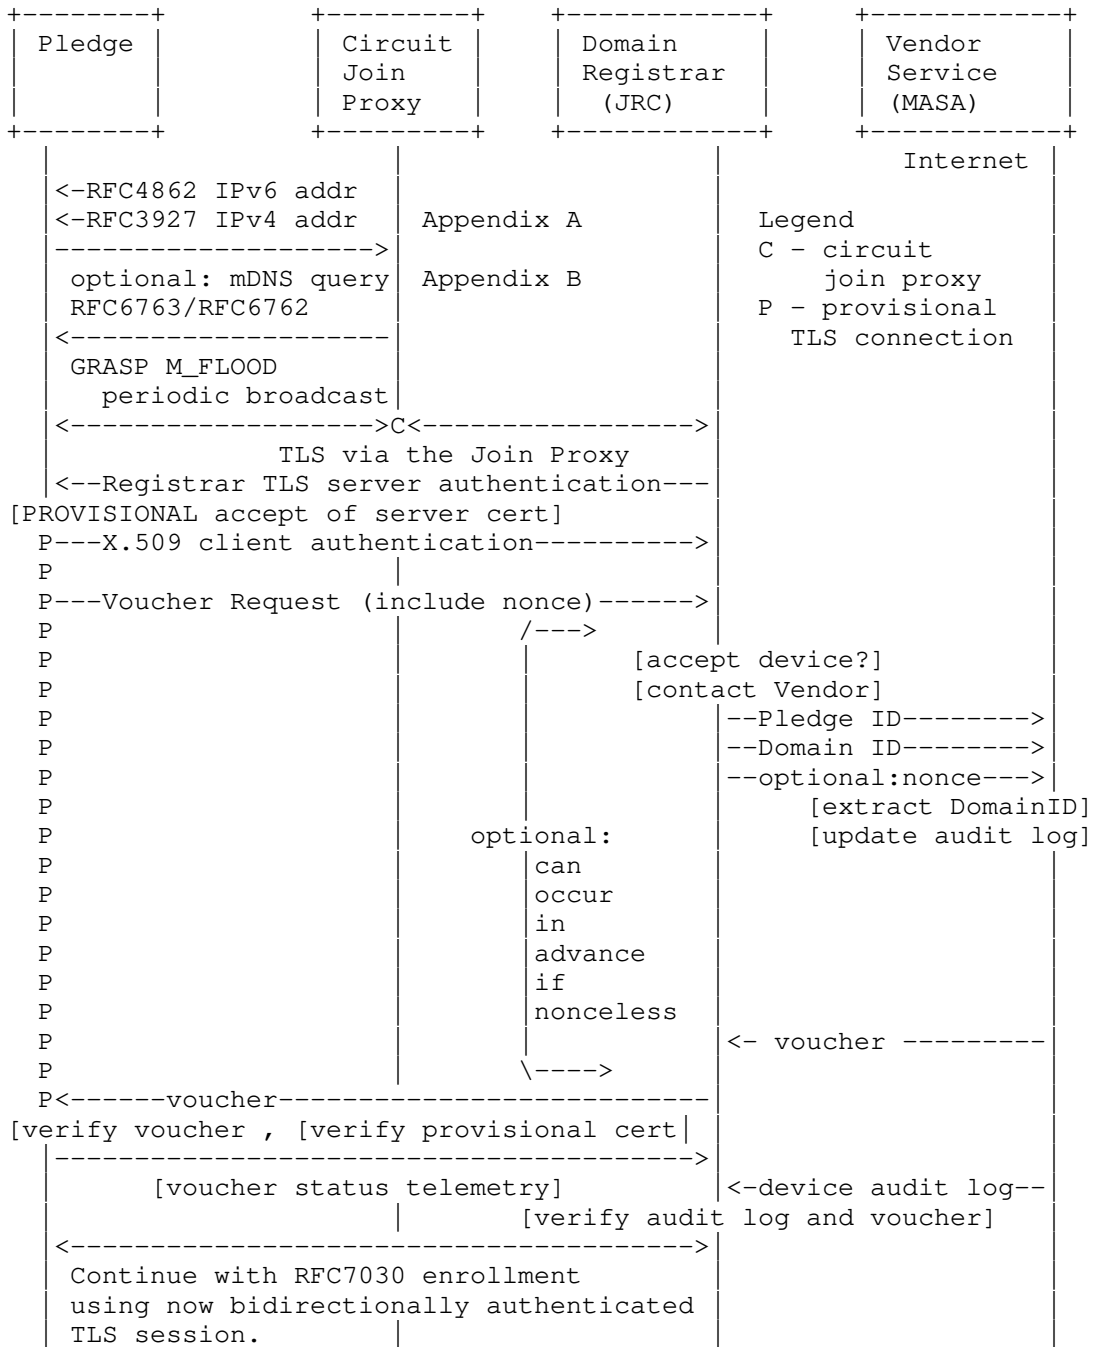 +--------+         +---------+    +------------+     +------------+
| Pledge |         | Circuit |    | Domain     |     | Vendor     |
|        |         | Join    |    | Registrar  |     | Service    |
|        |         | Proxy   |    |  (JRC)     |     | (MASA)     |
+--------+         +---------+    +------------+     +------------+
  |                     |                   |           Internet |
  |<-RFC4862 IPv6 addr  |                   |                    |
  |<-RFC3927 IPv4 addr  | Appendix A        |  Legend            |
  |-------------------->|                   |  C - circuit       |
  | optional: mDNS query| Appendix B        |      join proxy    |
  | RFC6763/RFC6762     |                   |  P - provisional   |
  |<--------------------|                   |    TLS connection  |
  | GRASP M_FLOOD       |                   |                    |
  |   periodic broadcast|                   |                    |
  |<------------------->C<----------------->|                    |
  |              TLS via the Join Proxy     |                    |
  |<--Registrar TLS server authentication---|                    |
[PROVISIONAL accept of server cert]         |                    |
  P---X.509 client authentication---------->|                    |
  P                     |                   |                    |
  P---Voucher Request (include nonce)------>|                    |
  P                     |       /--->       |                    |
  P                     |       |      [accept device?]          |
  P                     |       |      [contact Vendor]          |
  P                     |       |           |--Pledge ID-------->|
  P                     |       |           |--Domain ID-------->|
  P                     |       |           |--optional:nonce--->|
  P                     |       |           |     [extract DomainID]
  P                     |    optional:      |     [update audit log]
  P                     |       |can        |                    |
  P                     |       |occur      |                    |
  P                     |       |in         |                    |
  P                     |       |advance    |                    |
  P                     |       |if         |                    |
  P                     |       |nonceless  |                    |
  P                     |       |           |<- voucher ---------|
  P                     |       \---->      |                    |
  P<------voucher---------------------------|                    |
[verify voucher , [verify provisional cert| |                    |
  |---------------------------------------->|                    |
  |      [voucher status telemetry]         |<-device audit log--|
  |                     |       [verify audit log and voucher]   |
  |<--------------------------------------->|                    |
  | Continue with RFC7030 enrollment        |                    |
  | using now bidirectionally authenticated |                    |
  | TLS session.        |                   |                    |